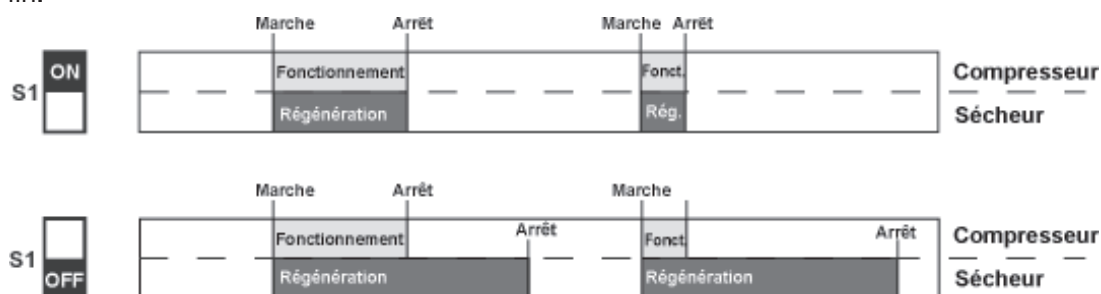 Marche Arrêt Marche Arrêt
ON Fonctionnement Fonct. Compresseur
S1
Régénération Rég. Sécheur
Marche Arrêt Marche
Arrêt Arrêt
Fonctionnement Fonct. Compresseur
S1
OFF Régénération Régénération Sécheur